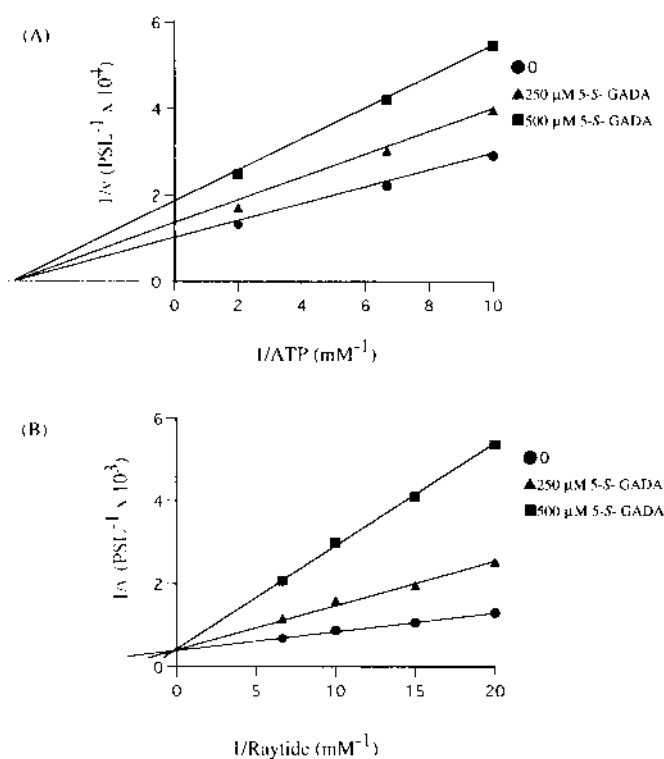 (A)
1/v (PSL⁻¹ x 10⁻⁴)
6
4
2
0
0 2 4 6 8 10
1/ATP (mM⁻¹)
0
250 μM 5-S- GADA
500 μM 5-S- GADA
(B)
1/v (PSL⁻¹ x 10⁻³)
6
4
2
0
0 5 10 15 20
1/Raytide (mM⁻¹)
0
250 μM 5-S- GADA
500 μM 5-S- GADA